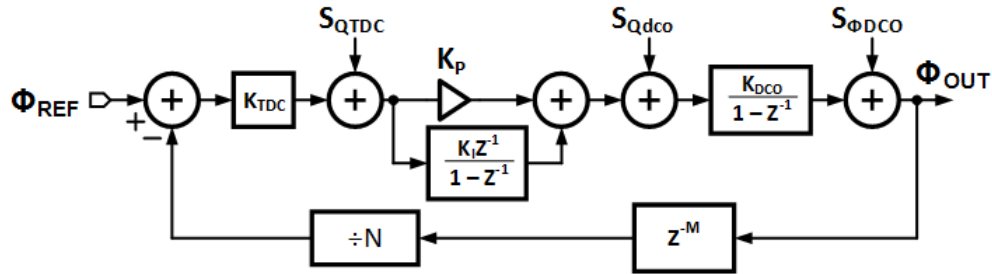 S_QTDC S_Qdco S_ΦDCO
K_P
Φ_REF + K_TDC + + + K_DCO + Φ_OUT
1 – Z^-1
+
–
K_I Z^-1
1 – Z^-1
÷N Z^-M